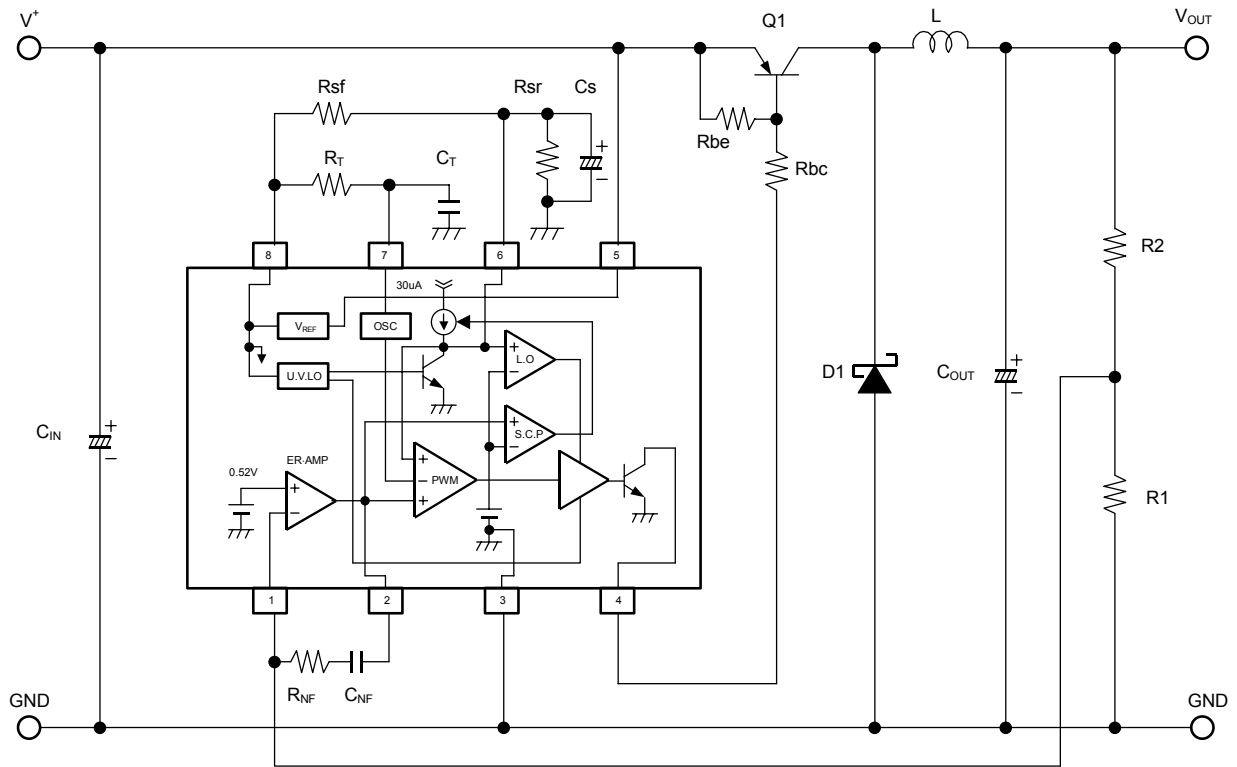 V+
Q1
L
VOUT
Rsf
Rsr
Cs
+
−
RT
CT
Rbe
Rbc
8
7
6
5
R2
30uA
VREF
OSC
+
L.O
−
U.V.LO
D1
COUT
+
−
CIN
+
−
+
S.C.P
−
ER·AMP
0.52V
+
−
+
−
PWM
+
R1
1
2
3
4
RNF
CNF
GND
GND